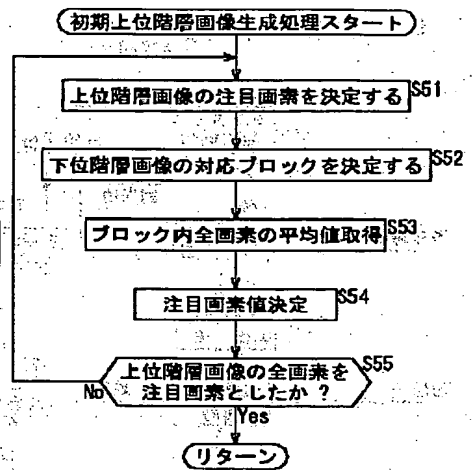 初期上位階層画像生成処理スタート
上位階層画像の注目画素を決定する S51
下位階層画像の対応ブロックを決定する S52
ブロック内全画素の平均値取得 S53
注目画素値決定 S54
上位階層画像の全画素を S55
注目画素としたか ?
No
Yes
リターン